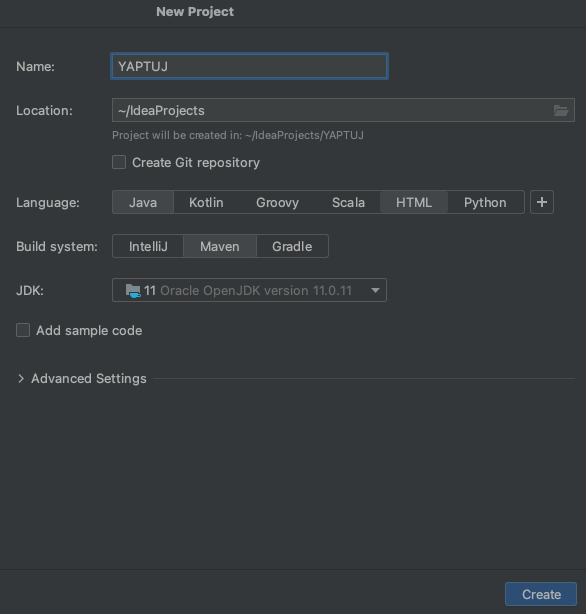 New Project
Name: YAPTUJ
Location: ~/IdeaProjects
Project will be created in: ~/IdeaProjects/YAPTUJ
Create Git repository
Language: Java Kotlin Groovy Scala HTML Python +
Build system: IntelliJ Maven Gradle
JDK: 11 Oracle OpenJDK version 11.0.11
Add sample code
Advanced Settings
Create